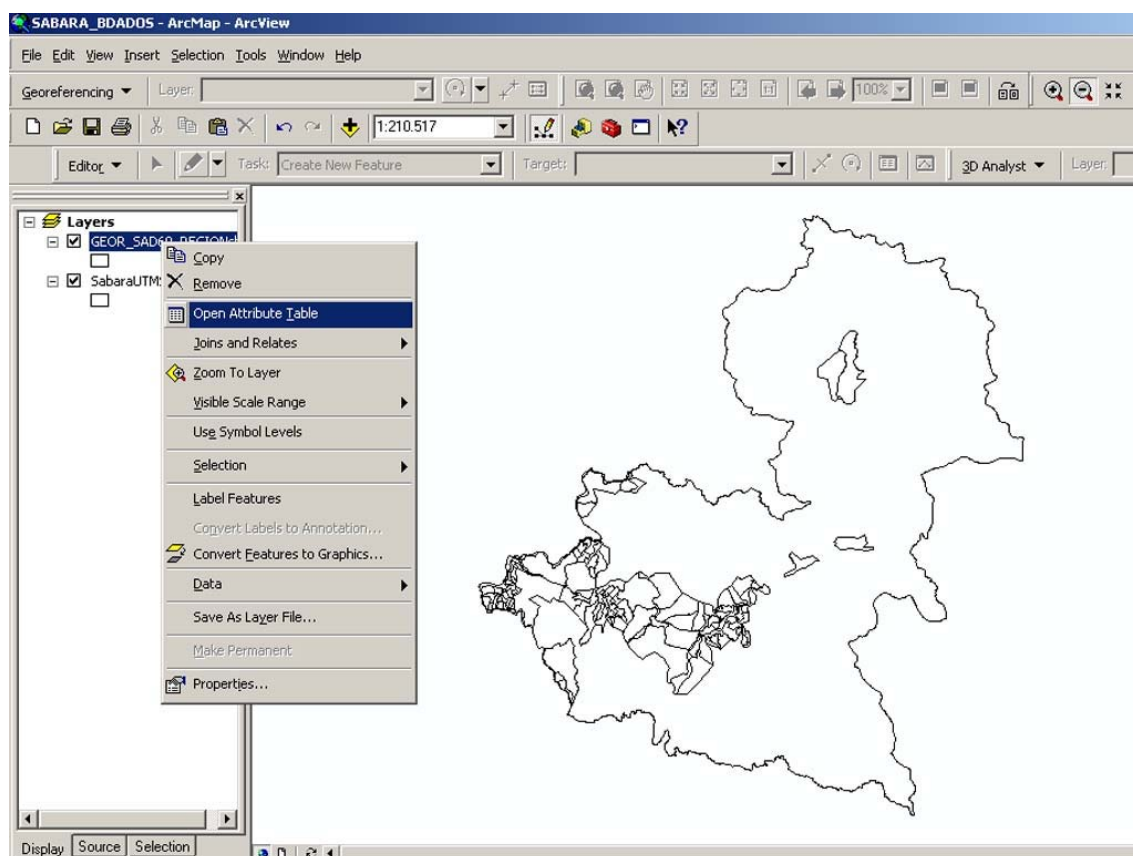 SABARA_BDADOS - ArcMap - ArcView
File Edit View Insert Selection Tools Window Help
Georeferencing Layer: 100%
1:210.517
Editor Task: Create New Feature Target: 3D Analyst Layer:
Layers
GEOR_SAD69_REGION
SabaraUTM
Copy
Remove
Open Attribute Table
Joins and Relates
Zoom To Layer
Visible Scale Range
Use Symbol Levels
Selection
Label Features
Convert Labels to Annotation...
Convert Features to Graphics...
Data
Save As Layer File...
Make Permanent
Properties...
Display Source Selection